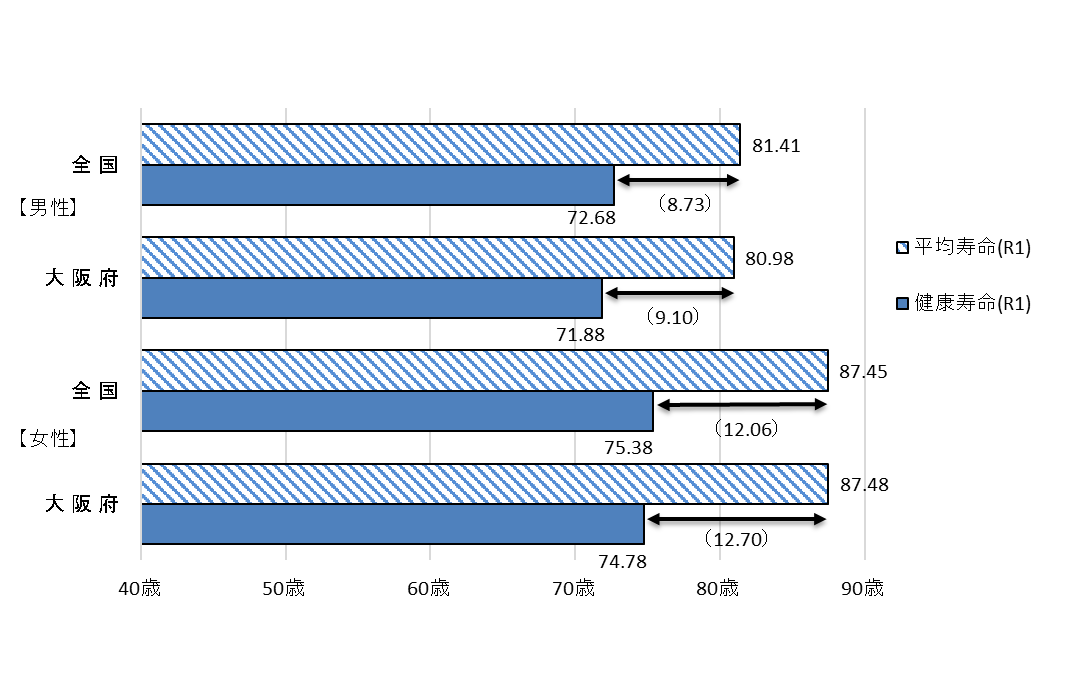 81.41
全 国
（8.73）
【男性】
72.68
平均寿命(R1)
80.98
大 阪 府
健康寿命(R1)
（9.10）
71.88
87.45
全 国
（12.06）
【女性】
75.38
87.48
大 阪 府
（12.70）
74.78
40歳 50歳 60歳 70歳 80歳 90歳